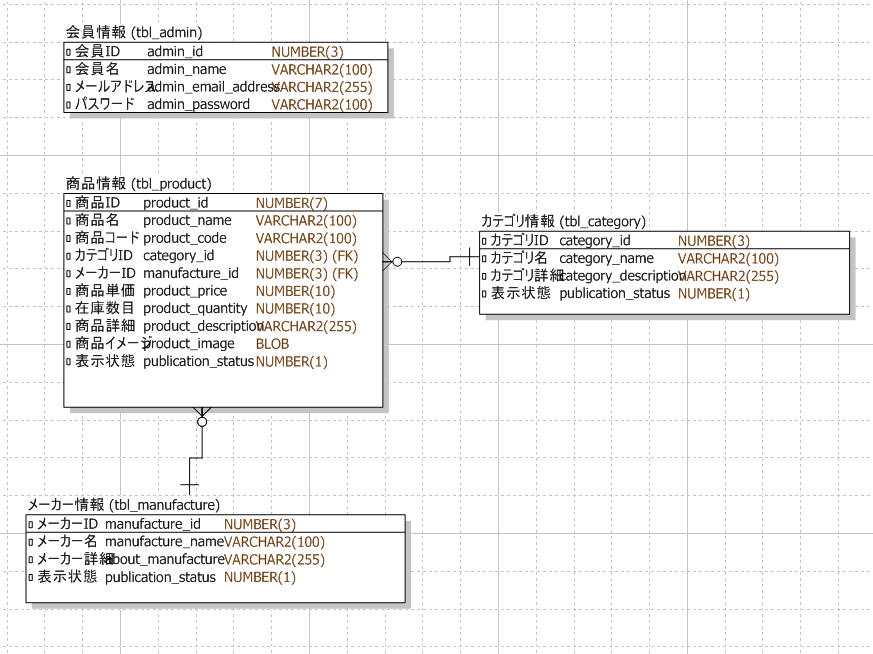 会員情報 (tbl_admin)
会員ID admin_id NUMBER(3)
会員名 admin_name VARCHAR2(100)
メールアドレス admin_email_address VARCHAR2(255)
パスワード admin_password VARCHAR2(100)
商品情報 (tbl_product)
商品ID product_id NUMBER(7)
商品名 product_name VARCHAR2(100)
商品コード product_code VARCHAR2(100)
カテゴリID category_id NUMBER(3) (FK)
メーカーID manufacture_id NUMBER(3) (FK)
商品単価 product_price NUMBER(10)
在庫数目 product_quantity NUMBER(10)
商品詳細 product_description VARCHAR2(255)
商品イメージ product_image BLOB
表示状態 publication_status NUMBER(1)
カテゴリ情報 (tbl_category)
カテゴリID category_id NUMBER(3)
カテゴリ名 category_name VARCHAR2(100)
カテゴリ詳細 category_description VARCHAR2(255)
表示状態 publication_status NUMBER(1)
メーカー情報 (tbl_manufacture)
メーカーID manufacture_id NUMBER(3)
メーカー名 manufacture_name VARCHAR2(100)
メーカー詳細 about_manufacture VARCHAR2(255)
表示状態 publication_status NUMBER(1)